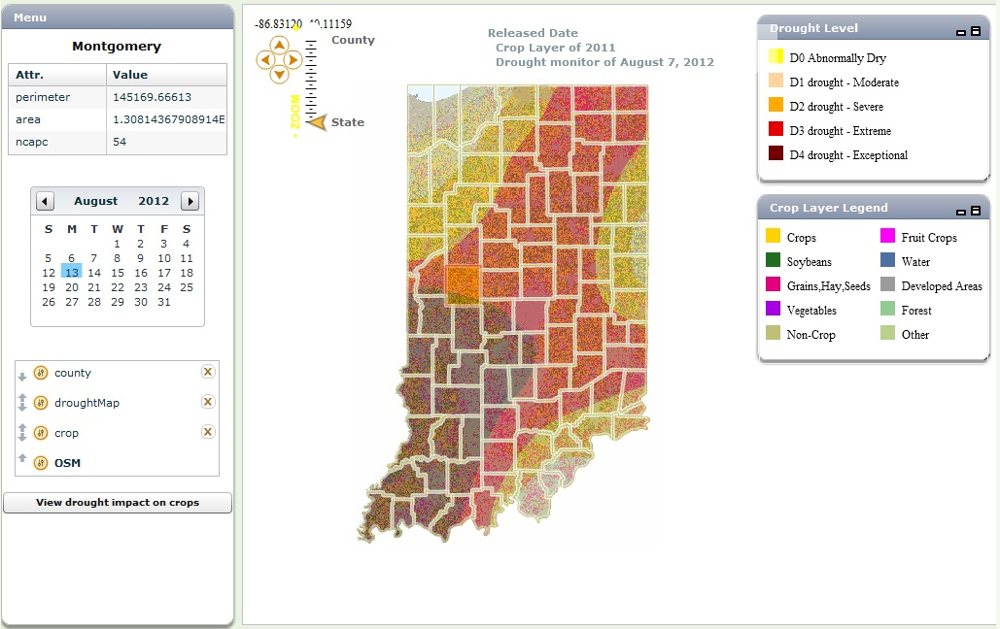 Menu
Montgomery
Attr. Value
perimeter 145169.66613
area 1.30814367908914E
ncapc 54
August 2012
S M T W T F S
1 2 3 4
5 6 7 8 9 10 11
12 13 14 15 16 17 18
19 20 21 22 23 24 25
26 27 28 29 30 31
county
droughtMap
crop
OSM
View drought impact on crops
-86.83120 .11159
County
ZOOM
State
Released Date
Crop Layer of 2011
Drought monitor of August 7, 2012
Drought Level
D0 Abnormally Dry
D1 drought - Moderate
D2 drought - Severe
D3 drought - Extreme
D4 drought - Exceptional
Crop Layer Legend
Crops Fruit Crops
Soybeans Water
Grains,Hay,Seeds Developed Areas
Vegetables Forest
Non-Crop Other